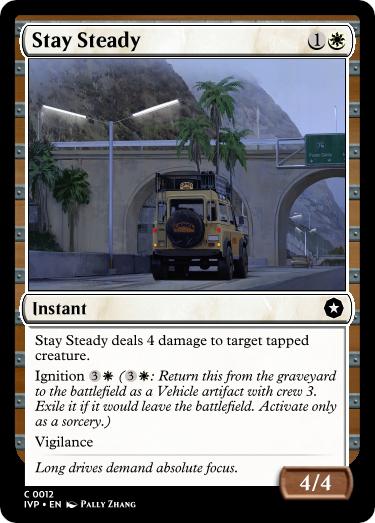 Stay Steady 1
Instant
Stay Steady deals 4 damage to target tapped
creature.
Ignition 3 (3: Return this from the graveyard
to the battlefield as a Vehicle artifact with crew 3.
Exile it if it would leave the battlefield. Activate only
as a sorcery.)
Vigilance
Long drives demand absolute focus.
4/4
C 0012
IVP • EN Pally Zhang